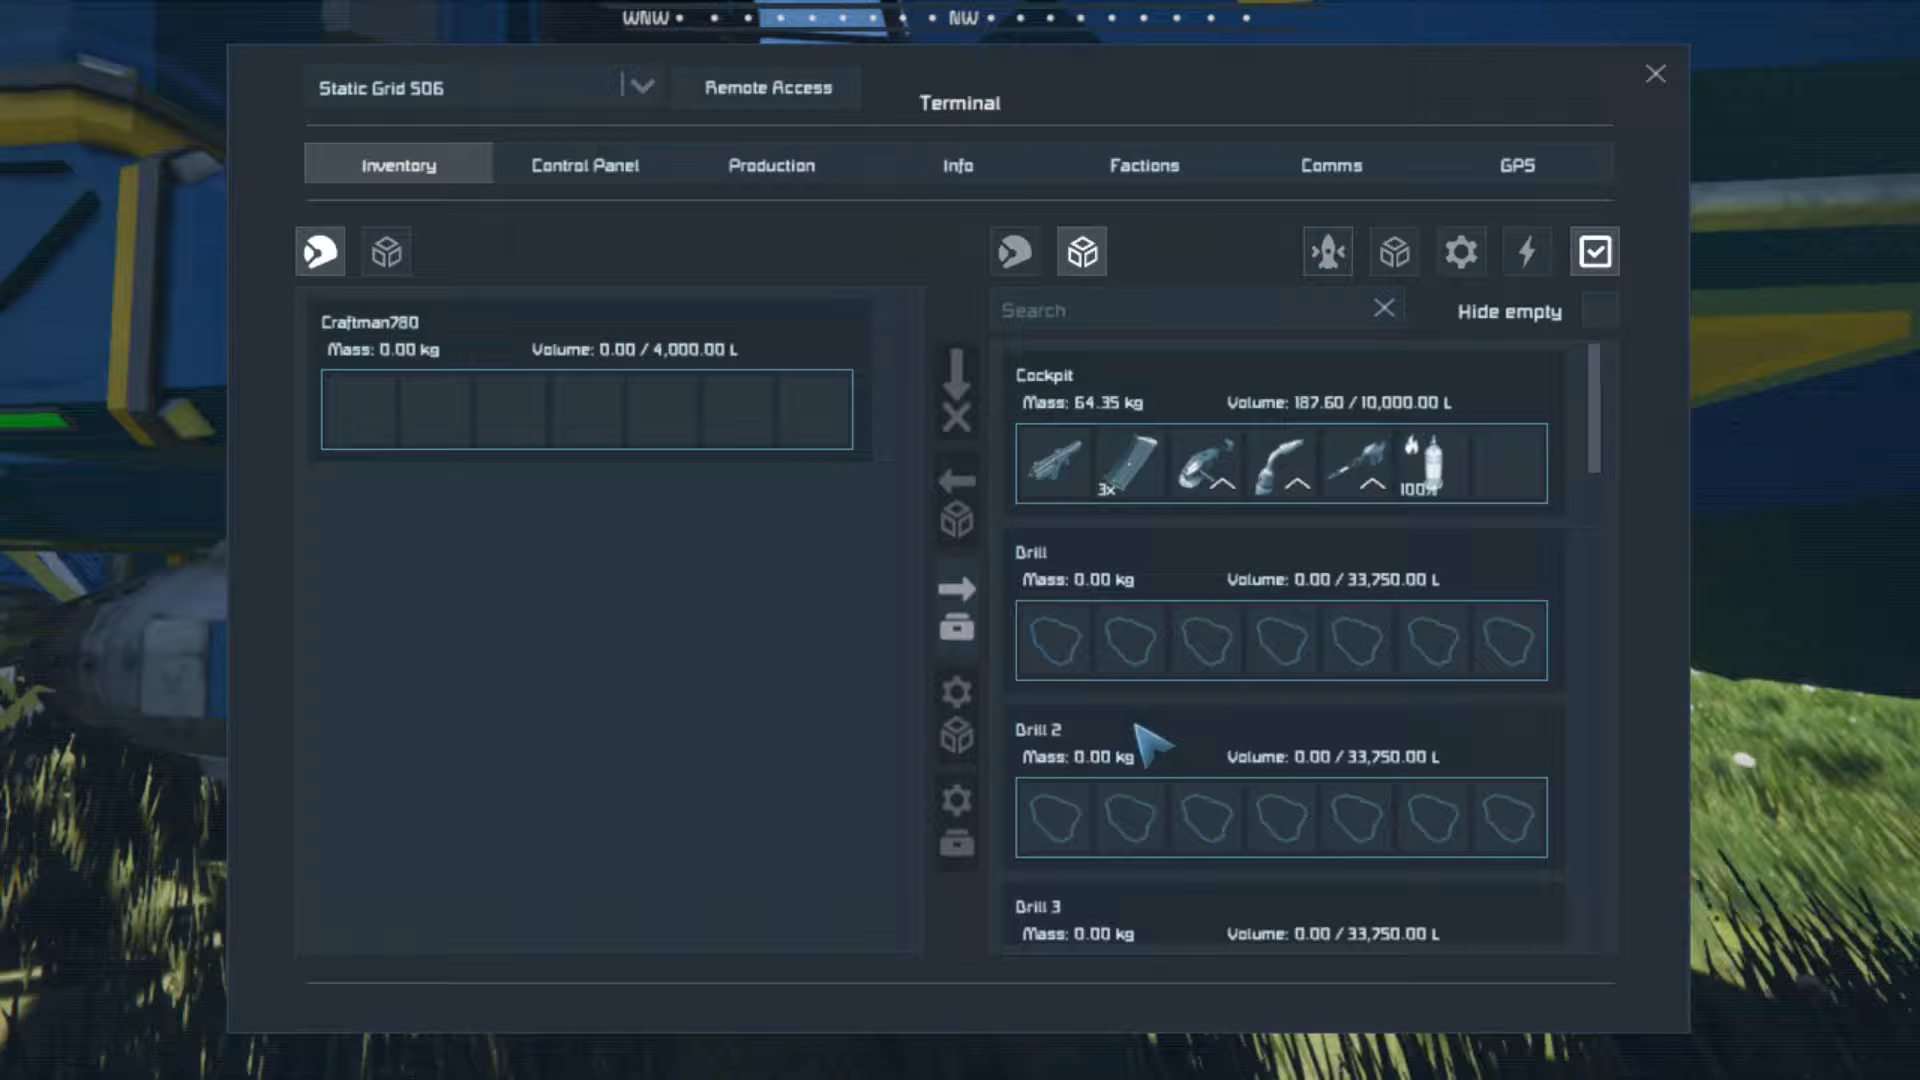 WNW NW
Static Grid 506
Remote Access
Terminal
Inventory
Control Panel
Production
Info
Factions
Comms
GPS
Craftman780
Mass: 0.00 kg
Volume: 0.00 / 4,000.00 L
Search
Hide empty
Cockpit
Mass: 64.35 kg
Volume: 187.60 / 10,000.00 L
3x
100%
Drill
Mass: 0.00 kg
Volume: 0.00 / 33,750.00 L
Drill 2
Mass: 0.00 kg
Volume: 0.00 / 33,750.00 L
Drill 3
Mass: 0.00 kg
Volume: 0.00 / 33,750.00 L